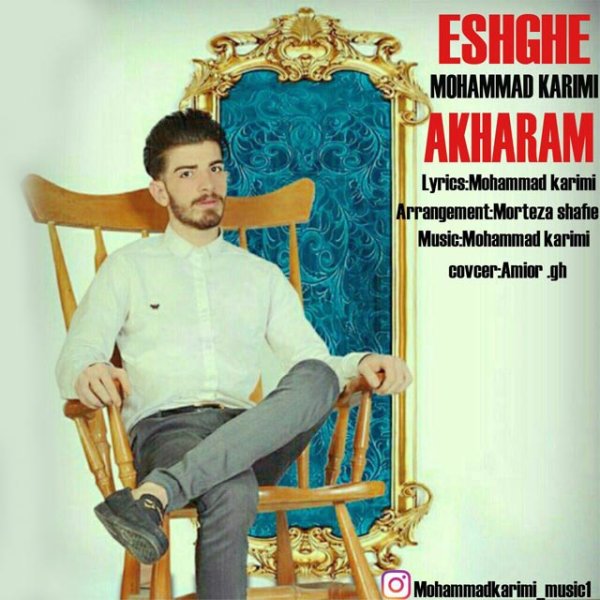 ESHGHE
MOHAMMAD KARIMI
AKHARAM
Lyrics:Mohammad karimi
Arrangement:Morteza shafie
Music:Mohammad karimi
covcer:Amior .gh
Mohammadkarimi_music1